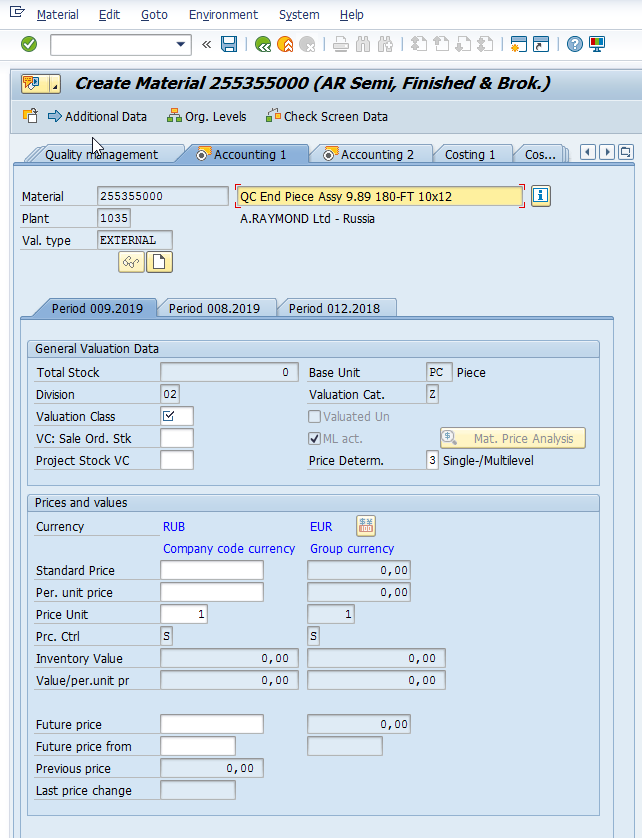 Material Edit Goto Environment System Help
Create Material 255355000 (AR Semi, Finished & Brok.)
Additional Data Org. Levels Check Screen Data
Quality management Accounting 1 Accounting 2 Costing 1 Cos...
Material 255355000 QC End Piece Assy 9.89 180-FT 10x12
Plant 1035 A.RAYMOND Ltd - Russia
Val. type EXTERNAL
Period 009.2019 Period 008.2019 Period 012.2018
General Valuation Data
Total Stock 0 Base Unit PC Piece
Division 02 Valuation Cat. Z
Valuation Class Valuated Un
VC: Sale Ord. Stk ML act. Mat. Price Analysis
Project Stock VC Price Determ. 3 Single-/Multilevel
Prices and values
Currency RUB EUR
Company code currency Group currency
Standard Price 0,00
Per. unit price 0,00
Price Unit 1 1
Prc. Ctrl S S
Inventory Value 0,00 0,00
Value/per.unit pr 0,00 0,00
Future price 0,00
Future price from
Previous price 0,00
Last price change